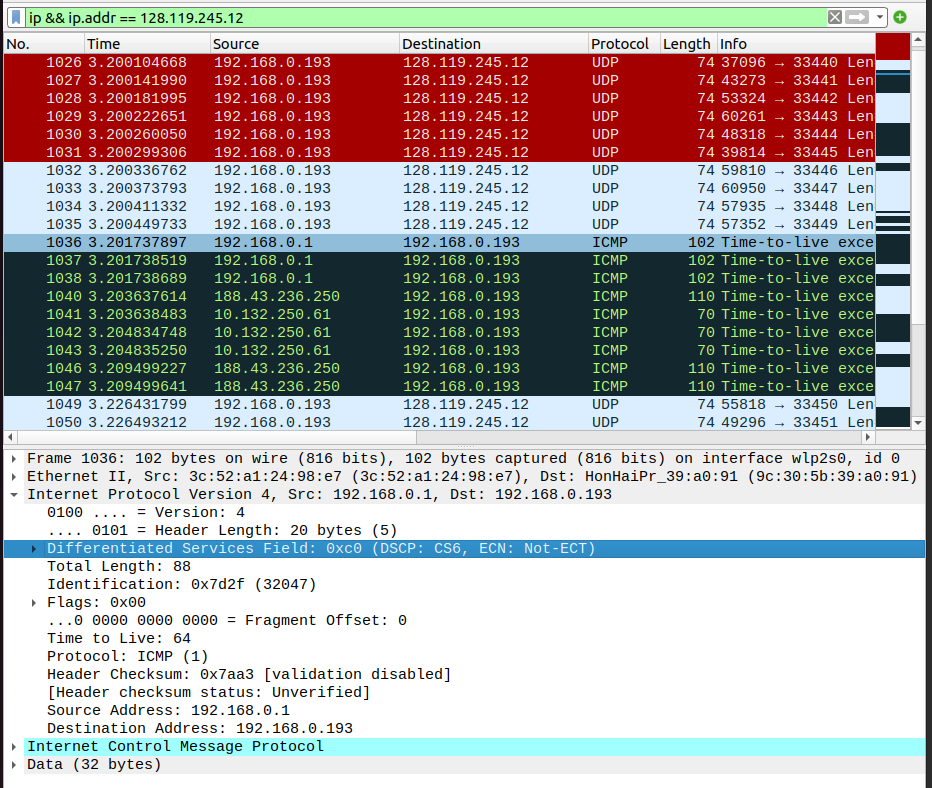 ip && ip.addr == 128.119.245.12
No. Time Source Destination Protocol Length Info
1026 3.200104668 192.168.0.193 128.119.245.12 UDP 74 37096 → 33440 Len
1027 3.200141990 192.168.0.193 128.119.245.12 UDP 74 43273 → 33441 Len
1028 3.200181995 192.168.0.193 128.119.245.12 UDP 74 53324 → 33442 Len
1029 3.200222651 192.168.0.193 128.119.245.12 UDP 74 60261 → 33443 Len
1030 3.200260050 192.168.0.193 128.119.245.12 UDP 74 48318 → 33444 Len
1031 3.200299306 192.168.0.193 128.119.245.12 UDP 74 39814 → 33445 Len
1032 3.200336762 192.168.0.193 128.119.245.12 UDP 74 59810 → 33446 Len
1033 3.200373793 192.168.0.193 128.119.245.12 UDP 74 60950 → 33447 Len
1034 3.200411332 192.168.0.193 128.119.245.12 UDP 74 57935 → 33448 Len
1035 3.200449733 192.168.0.193 128.119.245.12 UDP 74 57352 → 33449 Len
1036 3.201737897 192.168.0.1 192.168.0.193 ICMP 102 Time-to-live exce
1037 3.201738519 192.168.0.1 192.168.0.193 ICMP 102 Time-to-live exce
1038 3.201738689 192.168.0.1 192.168.0.193 ICMP 102 Time-to-live exce
1040 3.203637614 188.43.236.250 192.168.0.193 ICMP 110 Time-to-live exce
1041 3.203638483 10.132.250.61 192.168.0.193 ICMP 70 Time-to-live exce
1042 3.204834748 10.132.250.61 192.168.0.193 ICMP 70 Time-to-live exce
1043 3.204835250 10.132.250.61 192.168.0.193 ICMP 70 Time-to-live exce
1046 3.209499227 188.43.236.250 192.168.0.193 ICMP 110 Time-to-live exce
1047 3.209499641 188.43.236.250 192.168.0.193 ICMP 110 Time-to-live exce
1049 3.226431799 192.168.0.193 128.119.245.12 UDP 74 55818 → 33450 Len
1050 3.226493212 192.168.0.193 128.119.245.12 UDP 74 49296 → 33451 Len
Frame 1036: 102 bytes on wire (816 bits), 102 bytes captured (816 bits) on interface wlp2s0, id 0
Ethernet II, Src: 3c:52:a1:24:98:e7 (3c:52:a1:24:98:e7), Dst: HonHaiPr_39:a0:91 (9c:30:5b:39:a0:91)
Internet Protocol Version 4, Src: 192.168.0.1, Dst: 192.168.0.193
0100 .... = Version: 4
.... 0101 = Header Length: 20 bytes (5)
Differentiated Services Field: 0xc0 (DSCP: CS6, ECN: Not-ECT)
Total Length: 88
Identification: 0x7d2f (32047)
Flags: 0x00
...0 0000 0000 0000 = Fragment Offset: 0
Time to Live: 64
Protocol: ICMP (1)
Header Checksum: 0x7aa3 [validation disabled]
[Header checksum status: Unverified]
Source Address: 192.168.0.1
Destination Address: 192.168.0.193
Internet Control Message Protocol
Data (32 bytes)